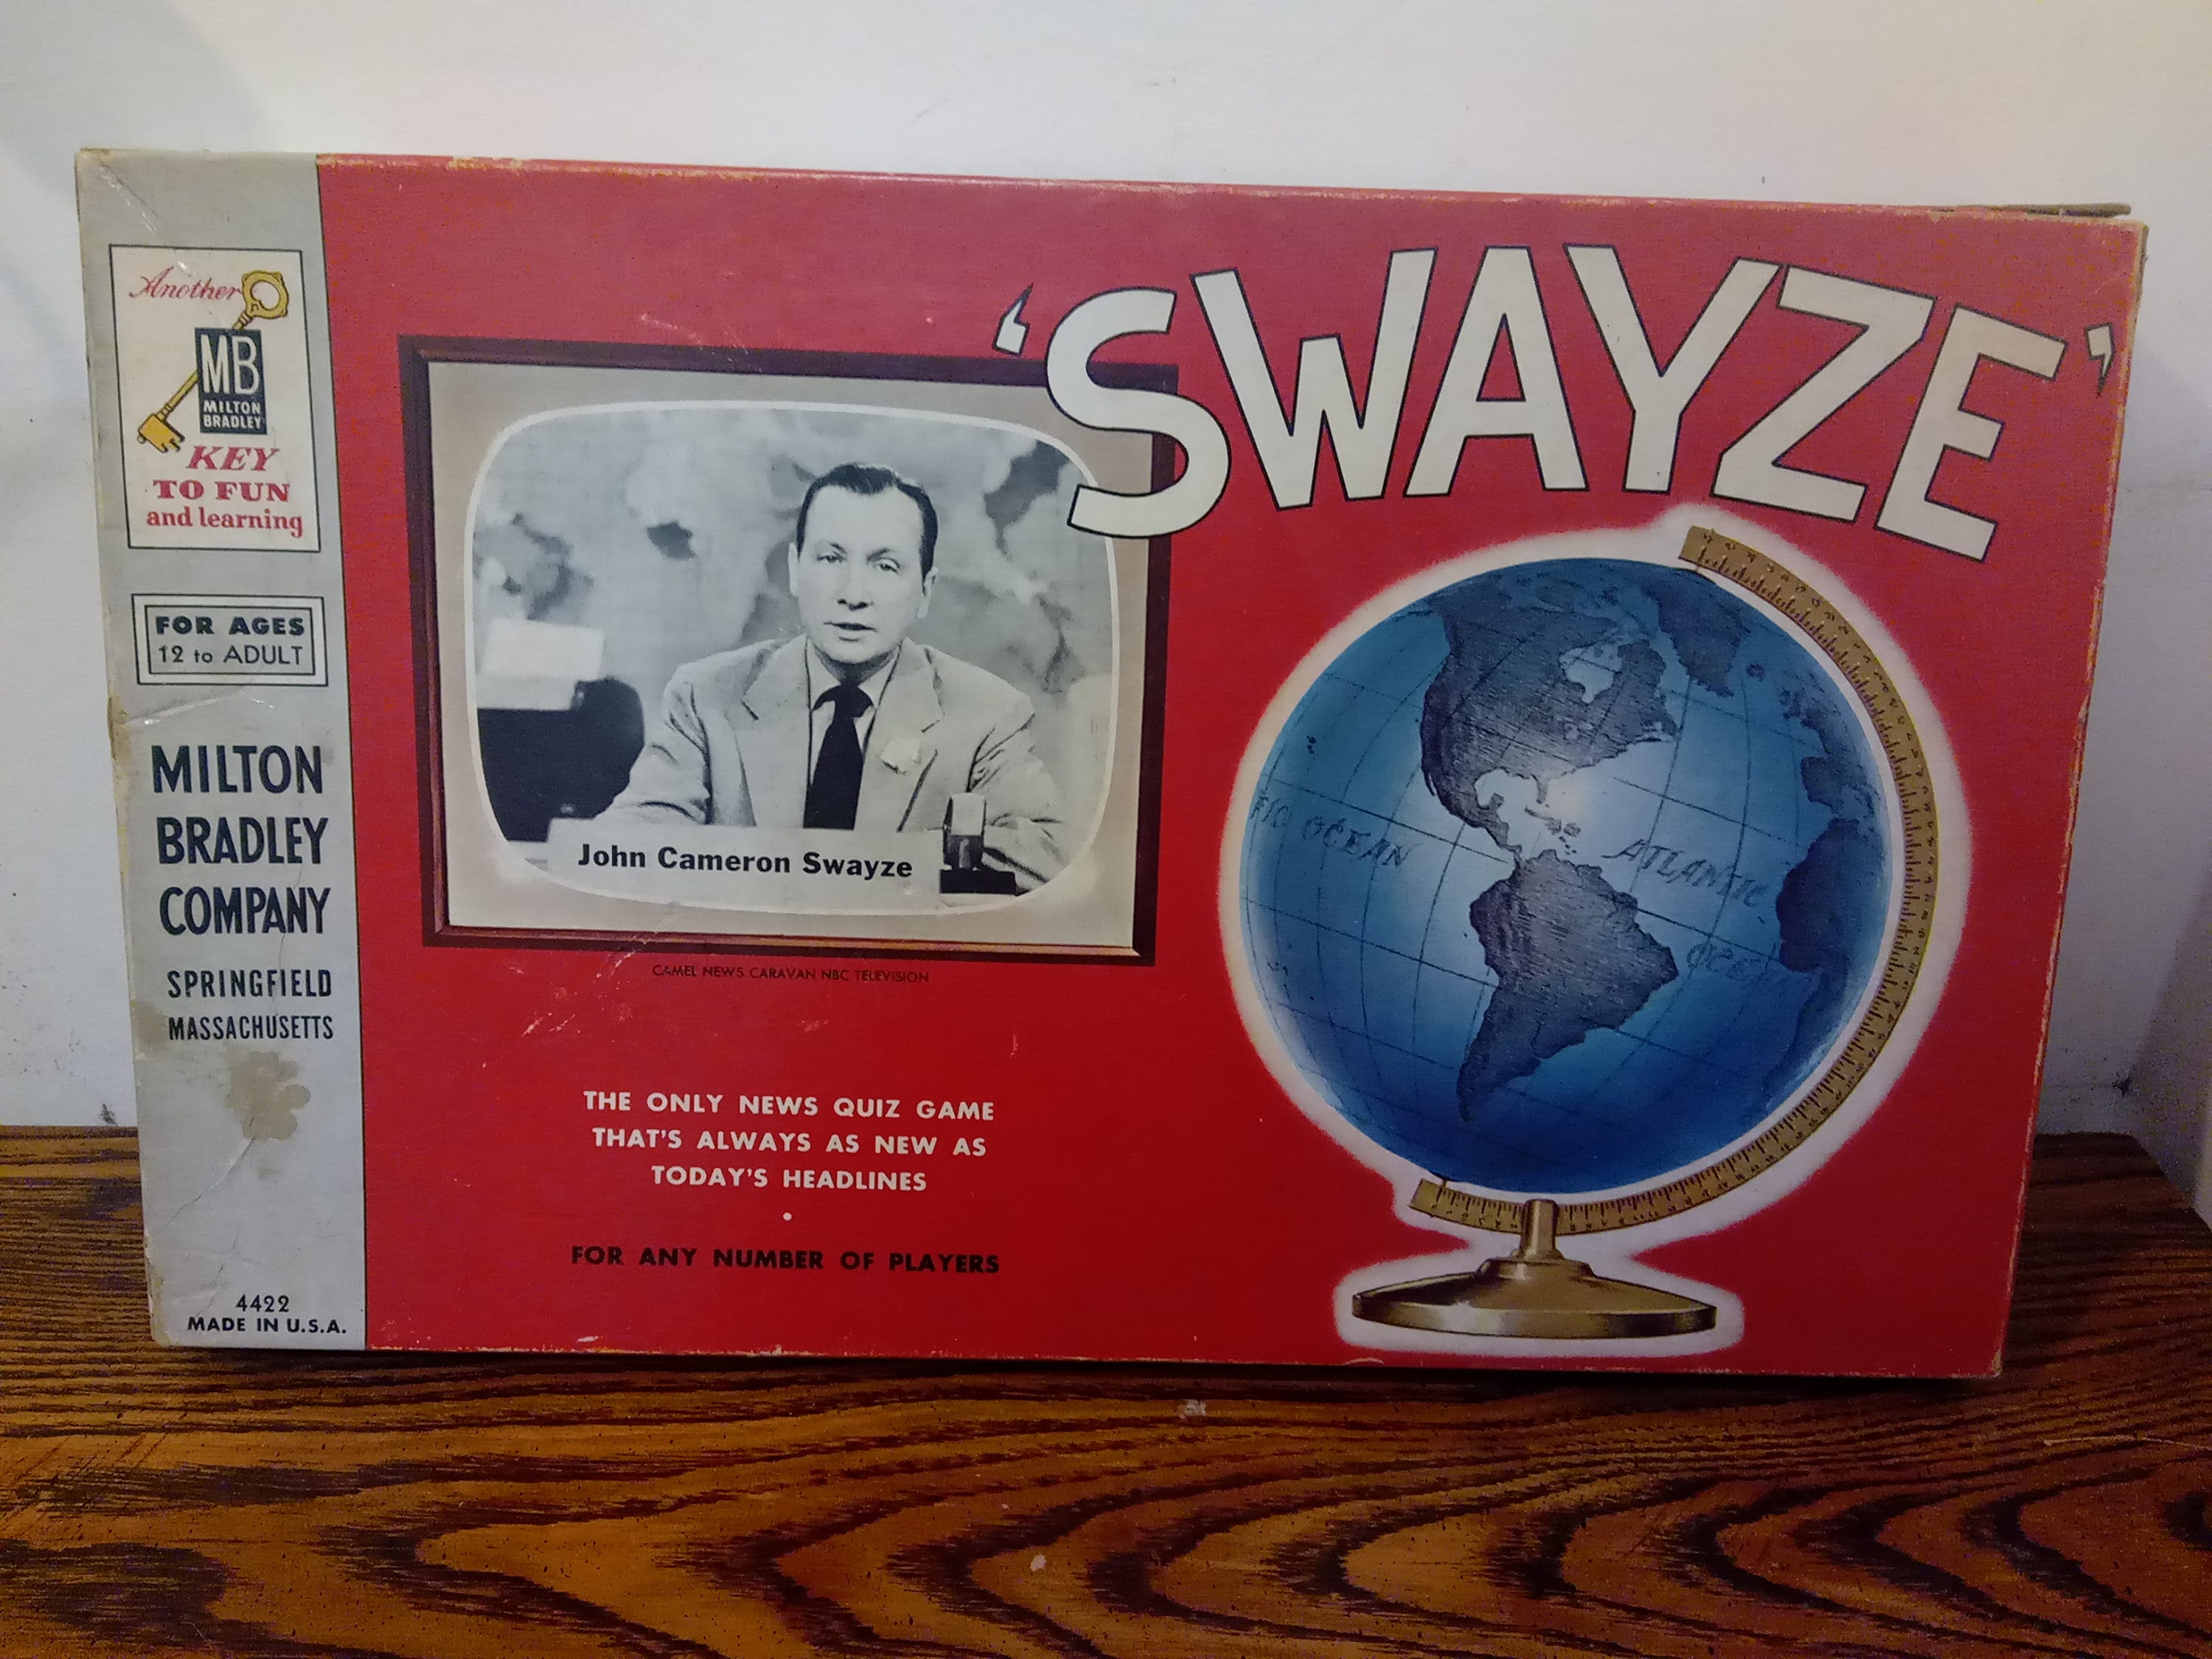 Another
MB
MILTON
BRADLEY
KEY
TO FUN
and learning
FOR AGES
12 to ADULT
MILTON
BRADLEY
COMPANY
SPRINGFIELD
MASSACHUSETTS
4422
MADE IN U.S.A.
'SWAYZE'
John Cameron Swayze
CAMEL NEWS CARAVAN NBC TELEVISION
THE ONLY NEWS QUIZ GAME
THAT'S ALWAYS AS NEW AS
TODAY'S HEADLINES
•
FOR ANY NUMBER OF PLAYERS
OCEAN
ATLANTIC